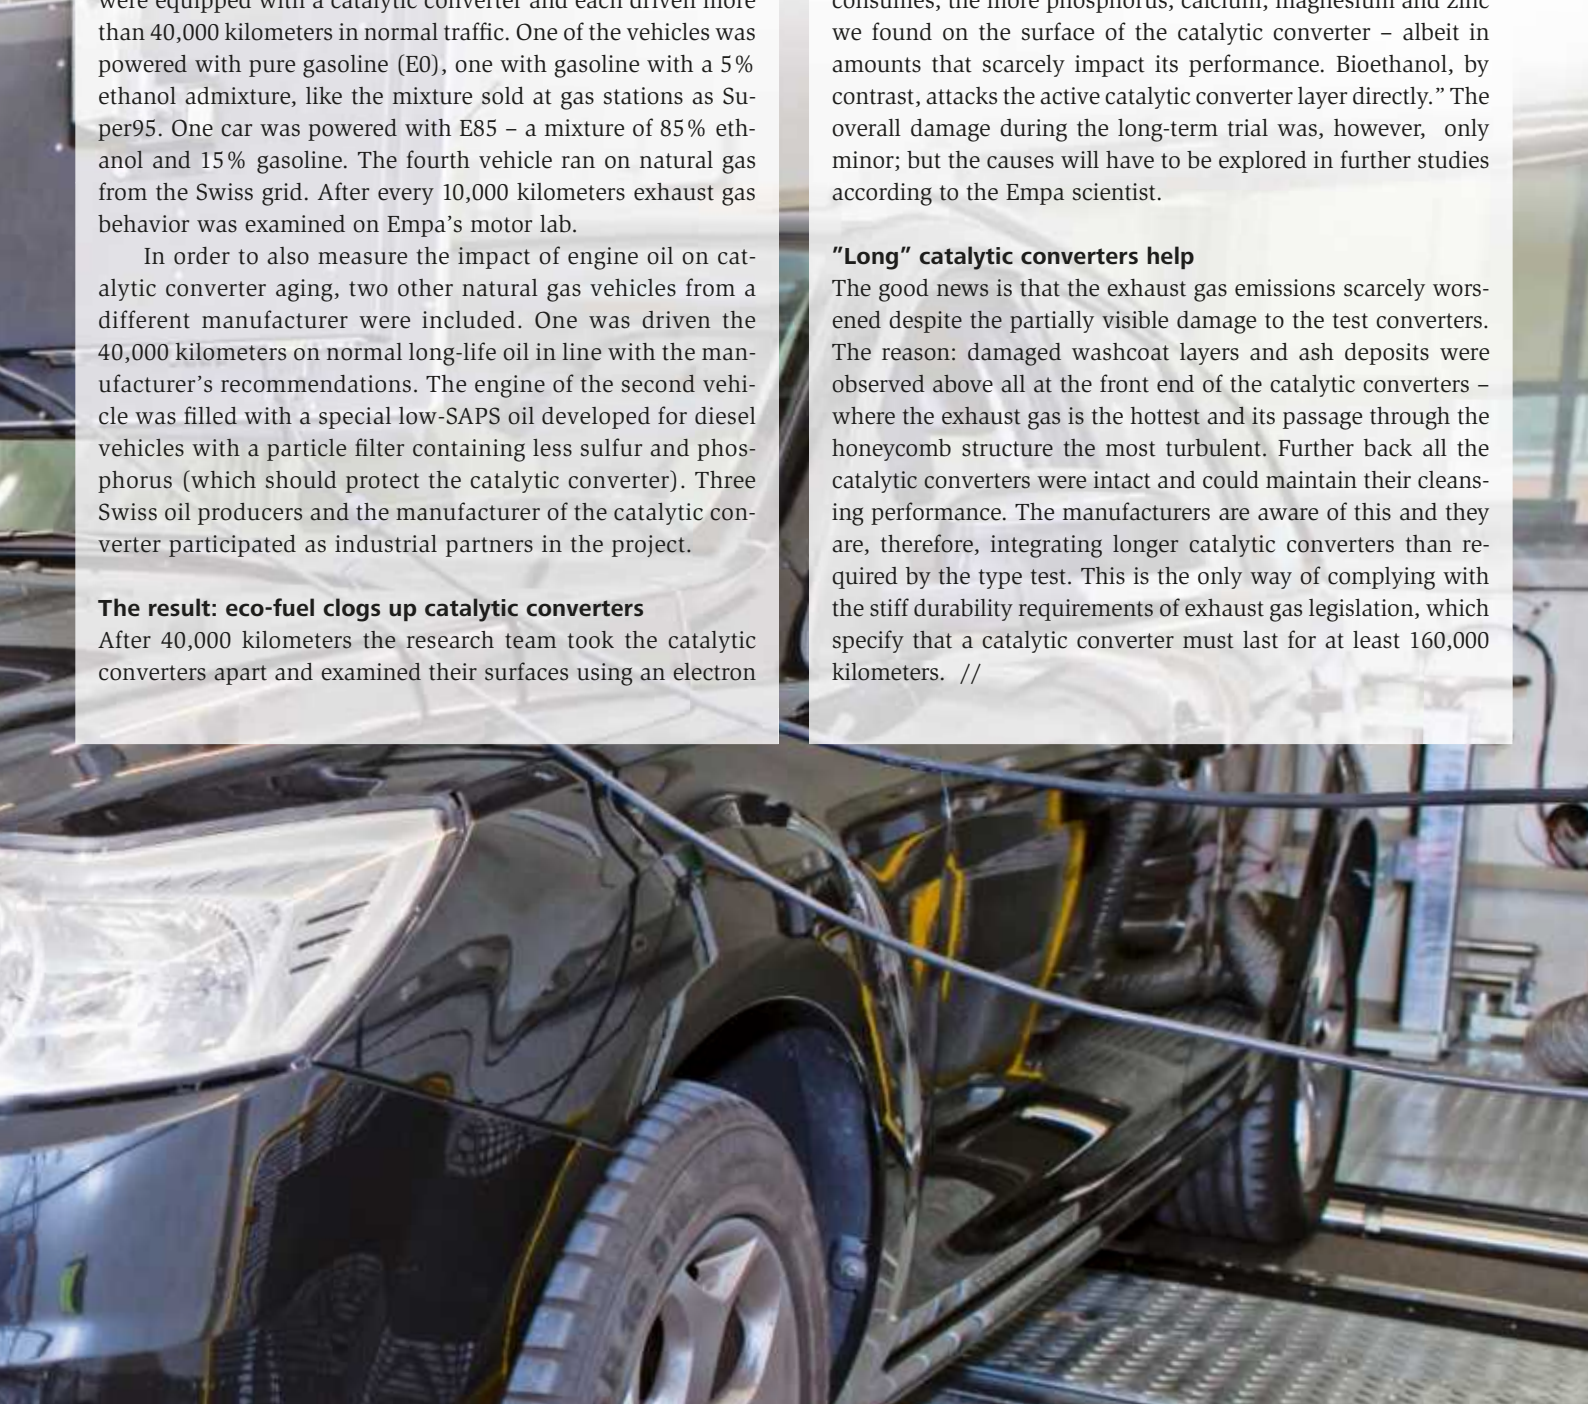 were equipped with a catalytic converter and each driven more
than 40,000 kilometers in normal traffic. One of the vehicles was
powered with pure gasoline (E0), one with gasoline with a 5%
ethanol admixture, like the mixture sold at gas stations as Su-
per95. One car was powered with E85 – a mixture of 85% eth-
anol and 15% gasoline. The fourth vehicle ran on natural gas
from the Swiss grid. After every 10,000 kilometers exhaust gas
behavior was examined on Empa's motor lab.
In order to also measure the impact of engine oil on cat-
alytic converter aging, two other natural gas vehicles from a
different manufacturer were included. One was driven the
40,000 kilometers on normal long-life oil in line with the man-
ufacturer's recommendations. The engine of the second vehi-
cle was filled with a special low-SAPS oil developed for diesel
vehicles with a particle filter containing less sulfur and phos-
phorus (which should protect the catalytic converter). Three
Swiss oil producers and the manufacturer of the catalytic con-
verter participated as industrial partners in the project.
The result: eco-fuel clogs up catalytic converters
After 40,000 kilometers the research team took the catalytic
converters apart and examined their surfaces using an electron
consumes, the more phosphorus, calcium, magnesium and zinc
we found on the surface of the catalytic converter – albeit in
amounts that scarcely impact its performance. Bioethanol, by
contrast, attacks the active catalytic converter layer directly.” The
overall damage during the long-term trial was, however, only
minor; but the causes will have to be explored in further studies
according to the Empa scientist.
”Long” catalytic converters help
The good news is that the exhaust gas emissions scarcely wors-
ened despite the partially visible damage to the test converters.
The reason: damaged washcoat layers and ash deposits were
observed above all at the front end of the catalytic converters –
where the exhaust gas is the hottest and its passage through the
honeycomb structure the most turbulent. Further back all the
catalytic converters were intact and could maintain their cleans-
ing performance. The manufacturers are aware of this and they
are, therefore, integrating longer catalytic converters than re-
quired by the type test. This is the only way of complying with
the stiff durability requirements of exhaust gas legislation, which
specify that a catalytic converter must last for at least 160,000
kilometers. //